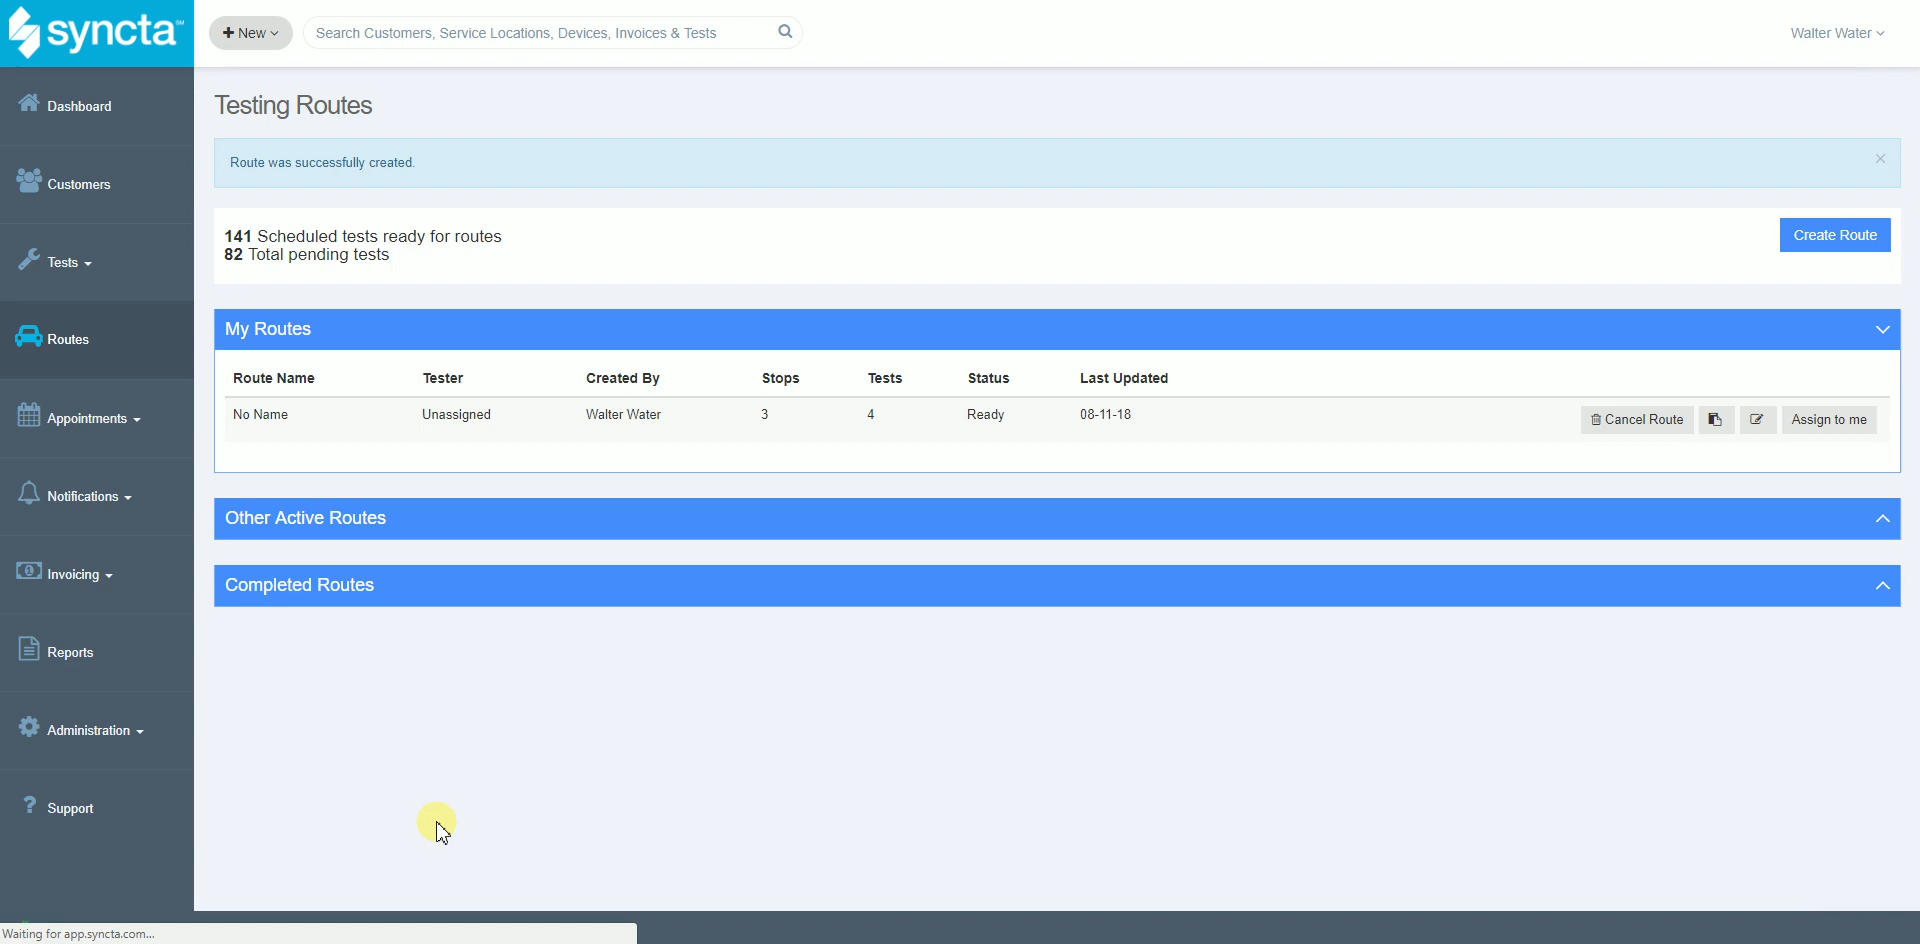 syncta℠
New
Search Customers, Service Locations, Devices, Invoices & Tests
Walter Water
Dashboard
Customers
Tests
Routes
Appointments
Notifications
Invoicing
Reports
Administration
Support
Testing Routes
Route was successfully created.
×
141 Scheduled tests ready for routes
82 Total pending tests
Create Route
My Routes
Route Name Tester Created By Stops Tests Status Last Updated
No Name Unassigned Walter Water 3 4 Ready 08-11-18 Cancel Route Assign to me
Other Active Routes
Completed Routes
Waiting for app.syncta.com...